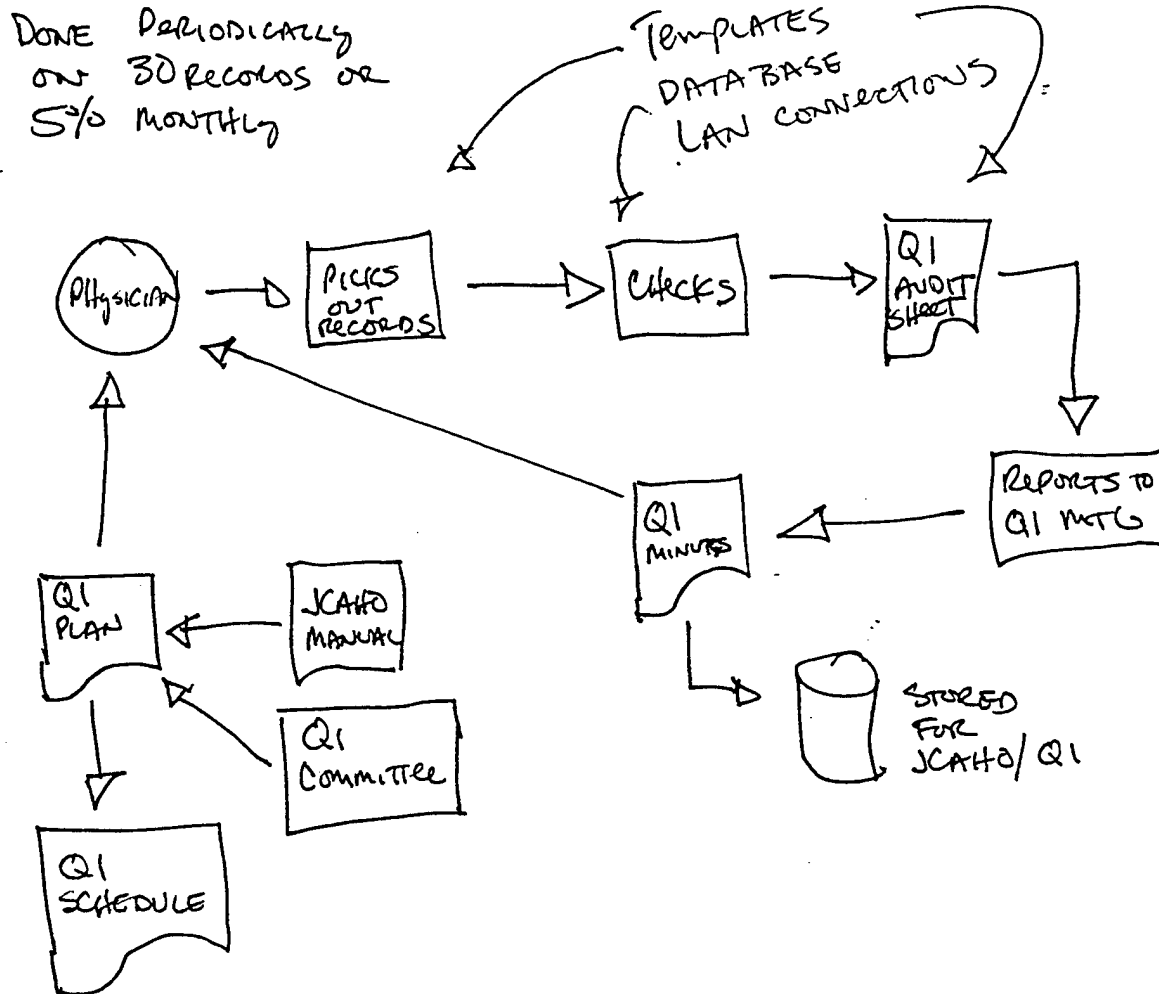 DONE PERIODICALLY
ON 30 RECORDS OR
5% MONTHLY
TEMPLATES
DATABASE
LAN CONNECTIONS
PHYSICIAN
PICKS
OUT
RECORDS
CHECKS
QI
AUDIT
SHEET
REPORTS TO
QI MTG
QI
MINUTES
QI
PLAN
JCAHO
MANUAL
QI
COMMITTEE
STORED
FOR
JCAHO/QI
QI
SCHEDULE